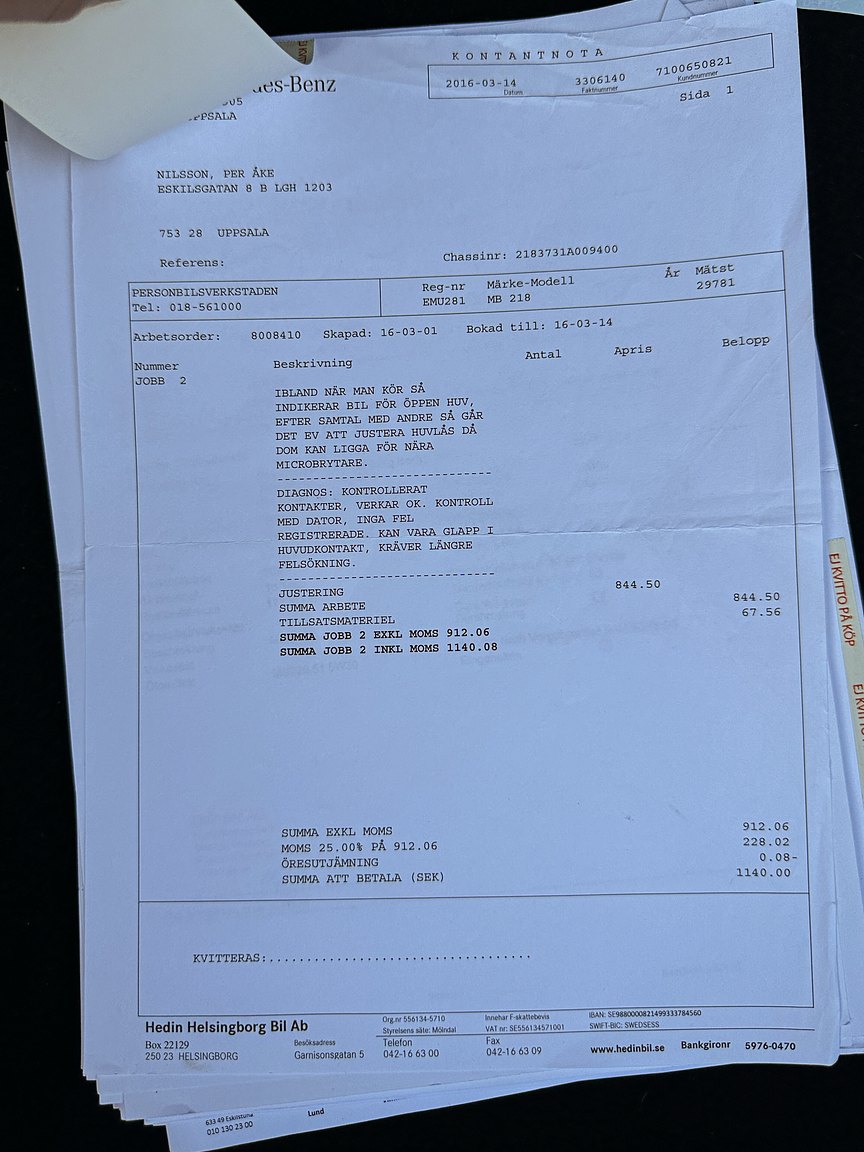 KONTANTNOTA
2016-03-14 3306140 7100650821
Datum Faktnummer Kundnummer
Sida 1
UPPSALA
NILSSON, PER ÅKE
ESKILSGATAN 8 B LGH 1203
753 28 UPPSALA
Referens: Chassinr: 2183731A009400
PERSONBILSVERKSTADEN Reg-nr Märke-Modell År Mätst
Tel: 018-561000 EMU281 MB 218 29781
Arbetsorder: 8008410 Skapad: 16-03-01 Bokad till: 16-03-14
Nummer Beskrivning Antal Apris Belopp
JOBB 2
IBLAND NÄR MAN KÖR SÅ
INDIKERAR BIL FÖR ÖPPEN HUV,
EFTER SAMTAL MED ANDRE SÅ GÅR
DET EV ATT JUSTERA HUVLÅS DÅ
DOM KAN LIGGA FÖR NÄRA
MICROBRYTARE.
------------------------------
DIAGNOS: KONTROLLERAT
KONTAKTER, VERKAR OK. KONTROLL
MED DATOR, INGA FEL
REGISTRERADE. KAN VARA GLAPP I
HUVUDKONTAKT, KRÄVER LÄNGRE
FELSÖKNING.
------------------------------
JUSTERING 844.50
SUMMA ARBETE 844.50
TILLSATSMATERIEL 67.56
SUMMA JOBB 2 EXKL MOMS 912.06
SUMMA JOBB 2 INKL MOMS 1140.08
SUMMA EXKL MOMS 912.06
MOMS 25.00% PÅ 912.06 228.02
ÖRESUTJÄMNING 0.08-
SUMMA ATT BETALA (SEK) 1140.00
KVITTERAS:...................................
Hedin Helsingborg Bil Ab
Box 22129
250 23 HELSINGBORG
Besöksadress
Garnisonsgatan 5
Org.nr 556134-5710
Styrelsens säte: Mölndal
Telefon
042-16 63 00
Innehar F-skattebevis
VAT nr: SE556134571001
Fax
042-16 63 09
IBAN: SE9880000821499333784560
SWIFT-BIC: SWEDSESS
www.hedinbil.se Bankgironr 5976-0470
EJ KVITTO PÅ KÖP
633 49 Eskilstuna
010 130 23 00
Lund